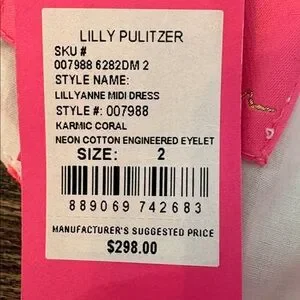 LILLY PULITZER
SKU #
007988 6282DM 2
STYLE NAME:
LILLYANNE MIDI DRESS
STYLE #: 007988
KARMIC CORAL
NEON COTTON ENGINEERED EYELET
SIZE: 2
889069 742683
MANUFACTURER'S SUGGESTED PRICE
$298.00